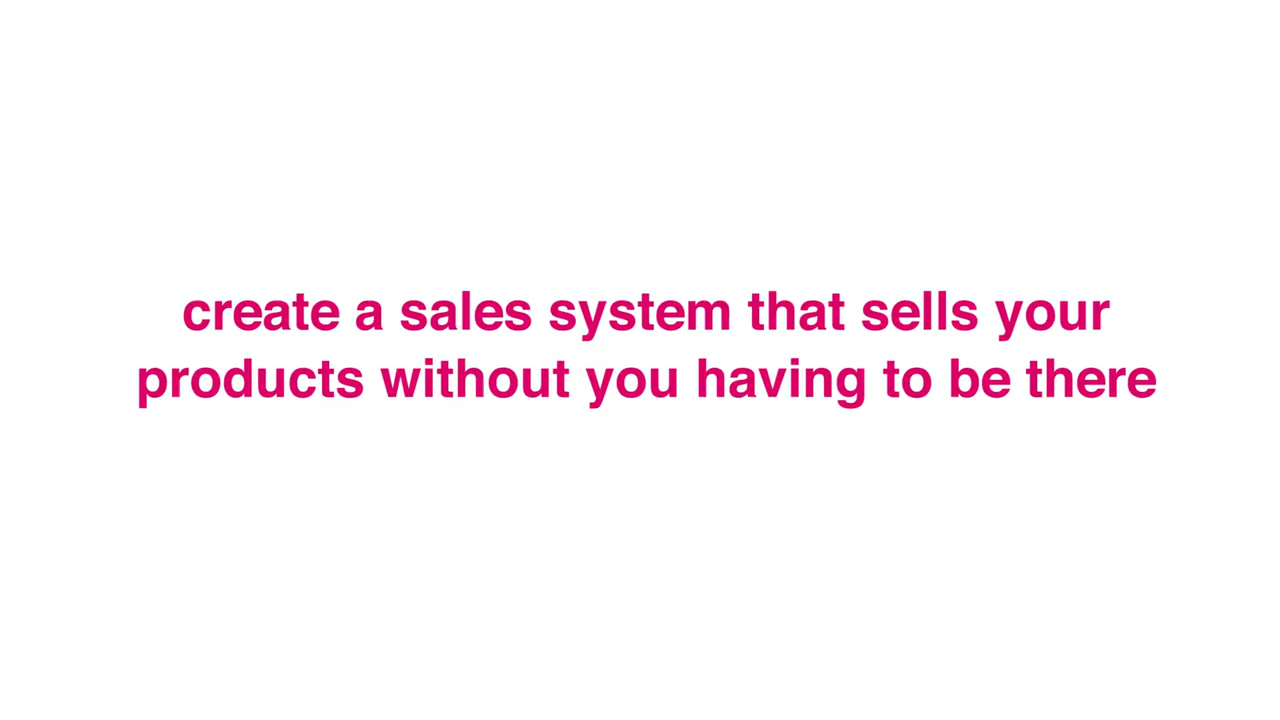 create a sales system that sells your
products without you having to be there